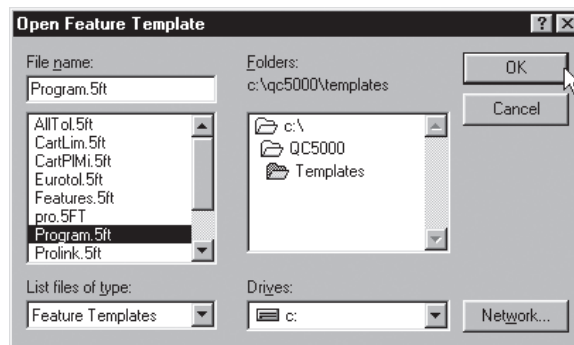 Open Feature Template
File name:
Program.5ft
AllTol.5ft
CartLim.5ft
CartPlMi.5ft
Eurotol.5ft
Features.5ft
pro.5FT
Program.5ft
Prolink.5ft
List files of type:
Feature Templates
Folders:
c:\qc5000\templates
c:\
QC5000
Templates
Drives:
c:
OK
Cancel
Network...